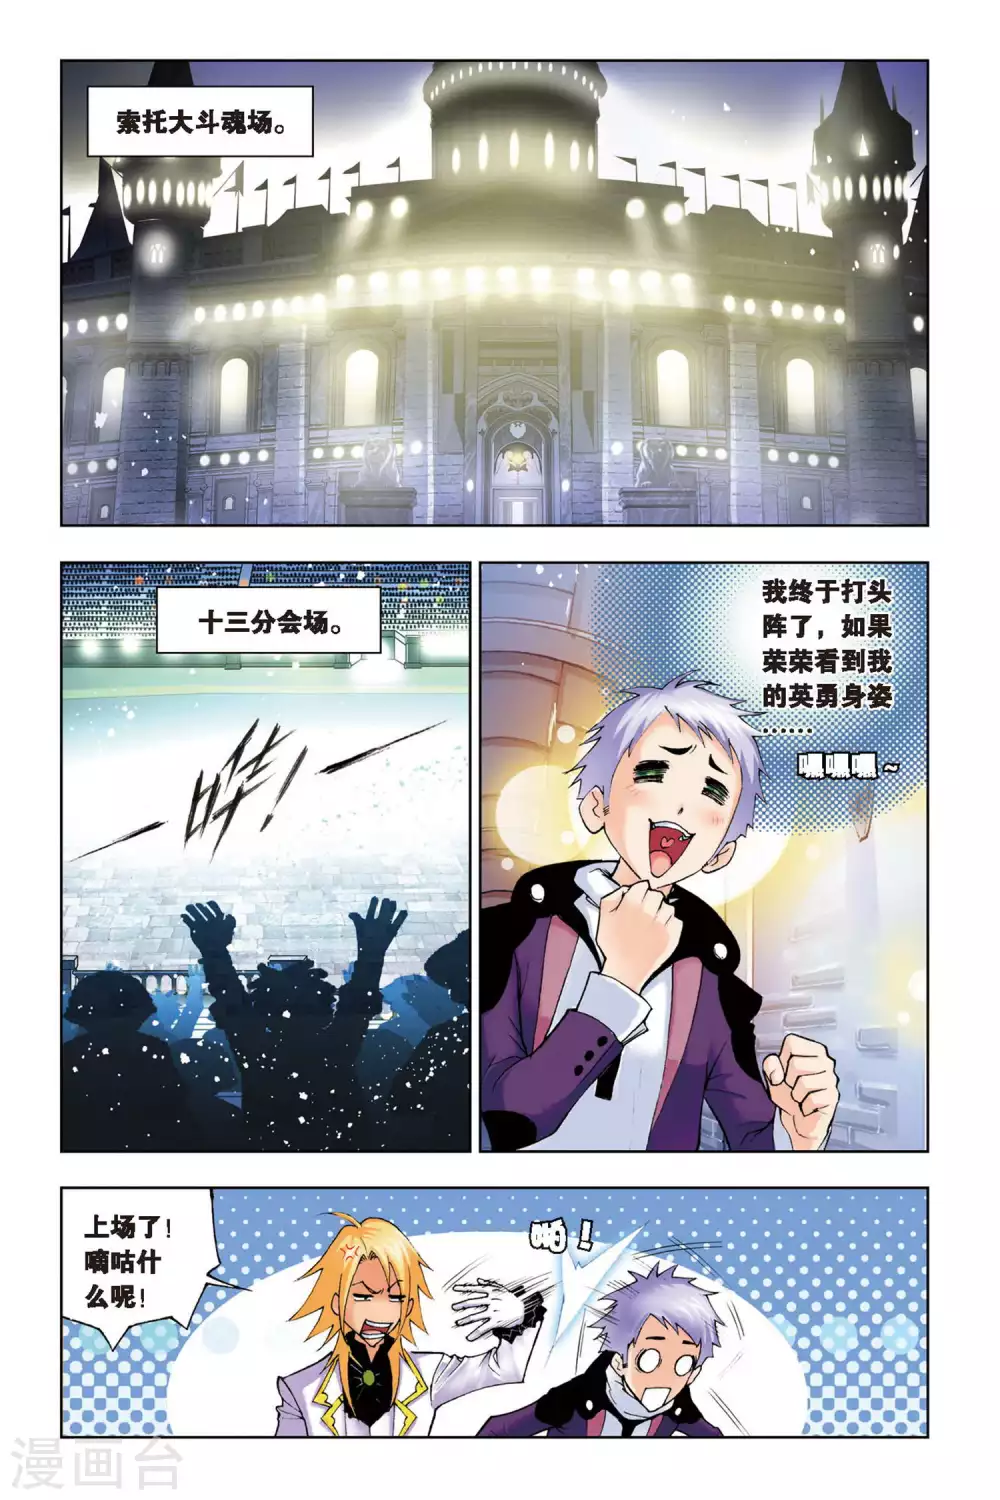 索托大斗魂场。
十三分会场。
哗!
我终于打头
阵了，如果
荣荣看到我
的英勇身姿
……
嘿嘿嘿~
上场了!
嘀咕什
么呢!
啪!
漫画台